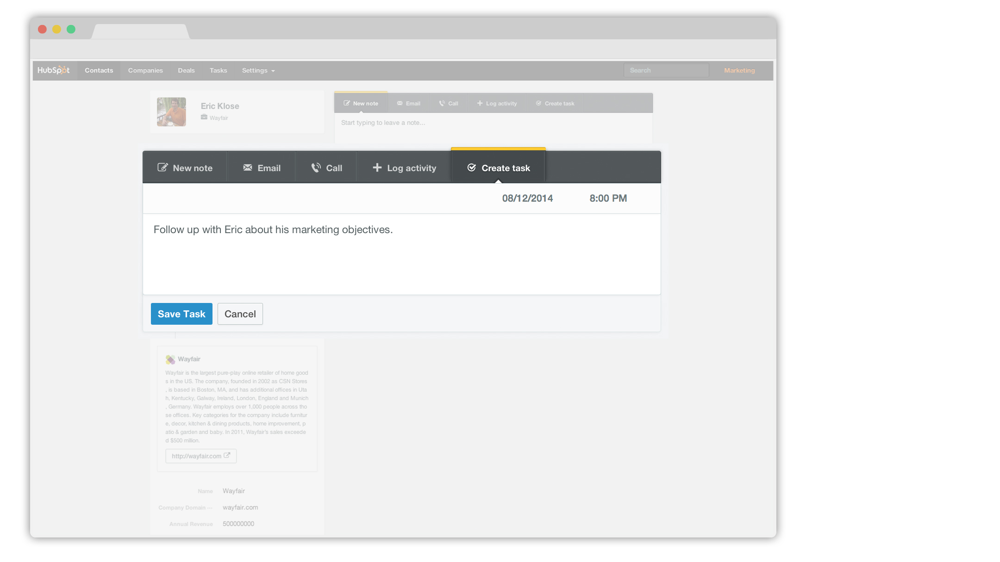 HubSpot Contacts Companies Deals Tasks Settings Search Marketing
Eric Klose
Wayfair
New note Email Call Log activity Create task
Start typing to leave a note...
New note Email Call Log activity Create task
08/12/2014 8:00 PM
Follow up with Eric about his marketing objectives.
Save Task Cancel
Wayfair
Wayfair is the largest pure-play online retailer of home good
s in the US. The company, founded in 2002 as CSN Stores
, is based in Boston, MA, and has additional offices in Uta
h, Kentucky, Galway, Ireland, London, England and Munich
, Germany. Wayfair employs over 1,000 people across tho
se offices. Key categories for the company include furnitur
e, decor, kitchen & dining products, home improvement, p
atio & garden and baby. In 2011, Wayfair's sales exceede
d $500 million.
http://wayfair.com
Name Wayfair
Company Domain ··· wayfair.com
Annual Revenue 500000000